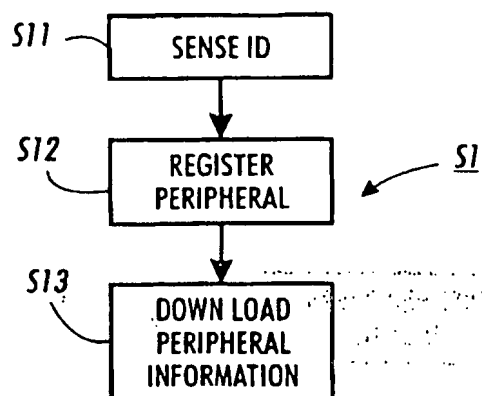 S11
SENSE ID
S12
REGISTER
PERIPHERAL
S1
S13
DOWN LOAD
PERIPHERAL
INFORMATION